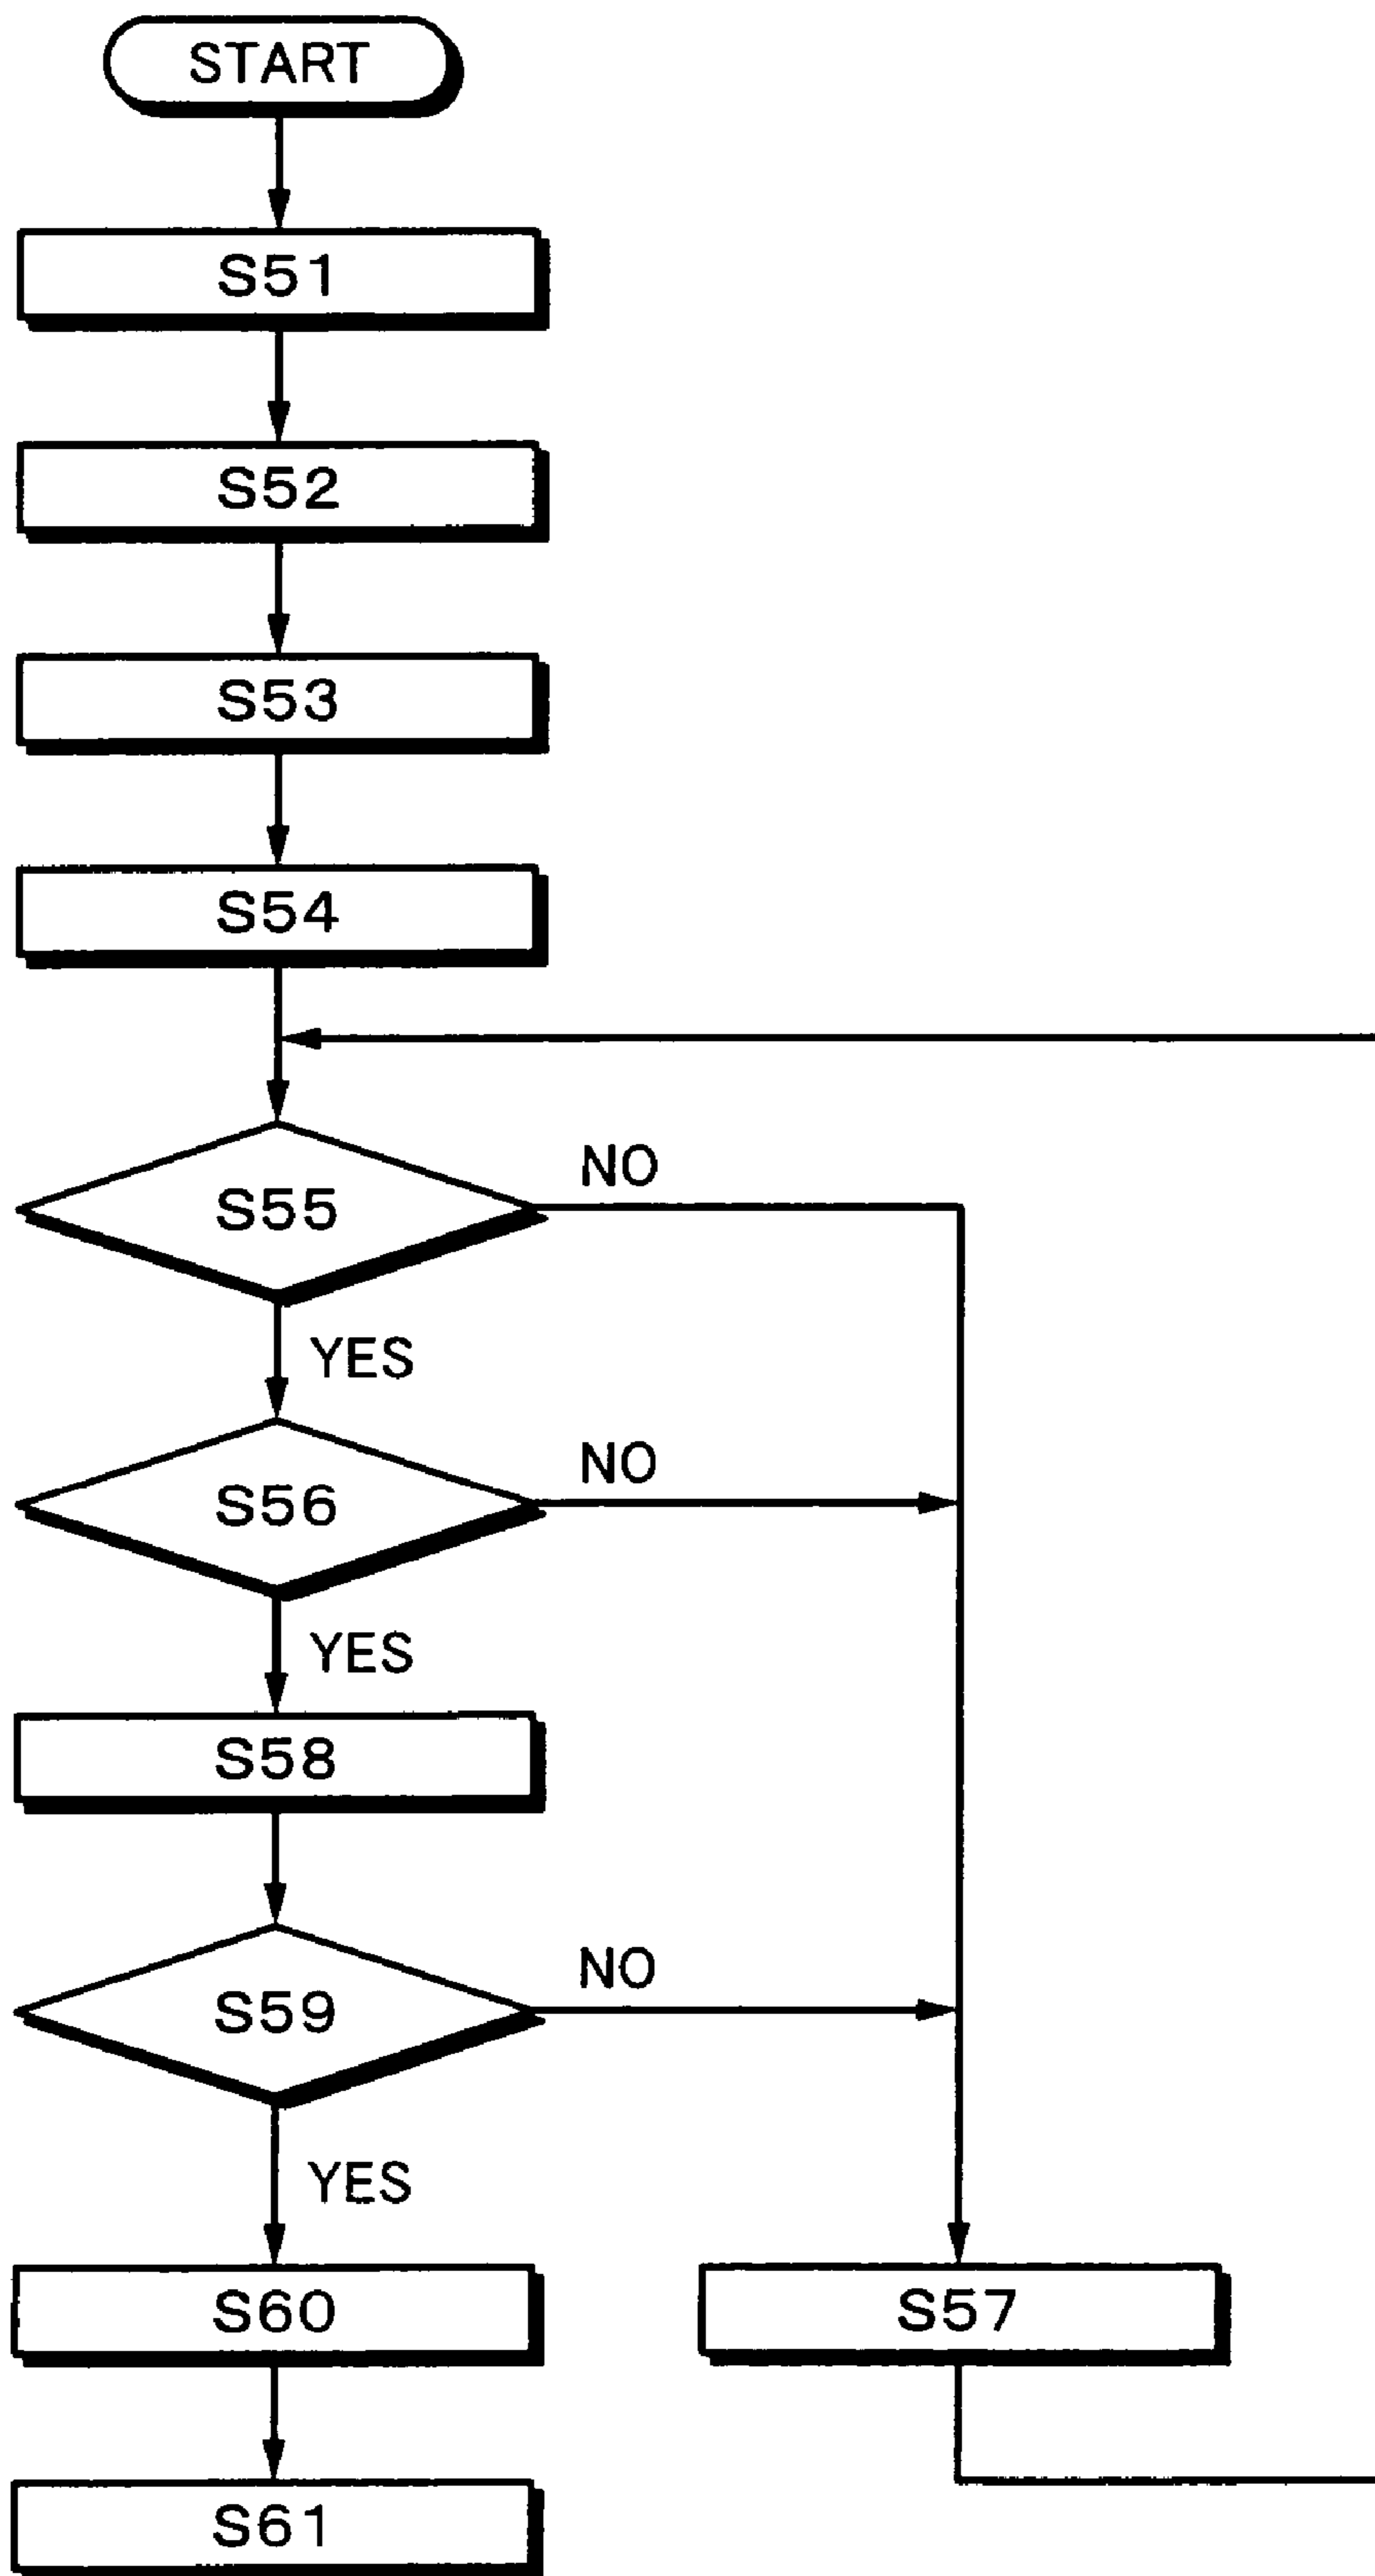 START
S51
S52
S53
S54
S55
NO
YES
S56
NO
YES
S58
S59
NO
YES
S60
S57
S61